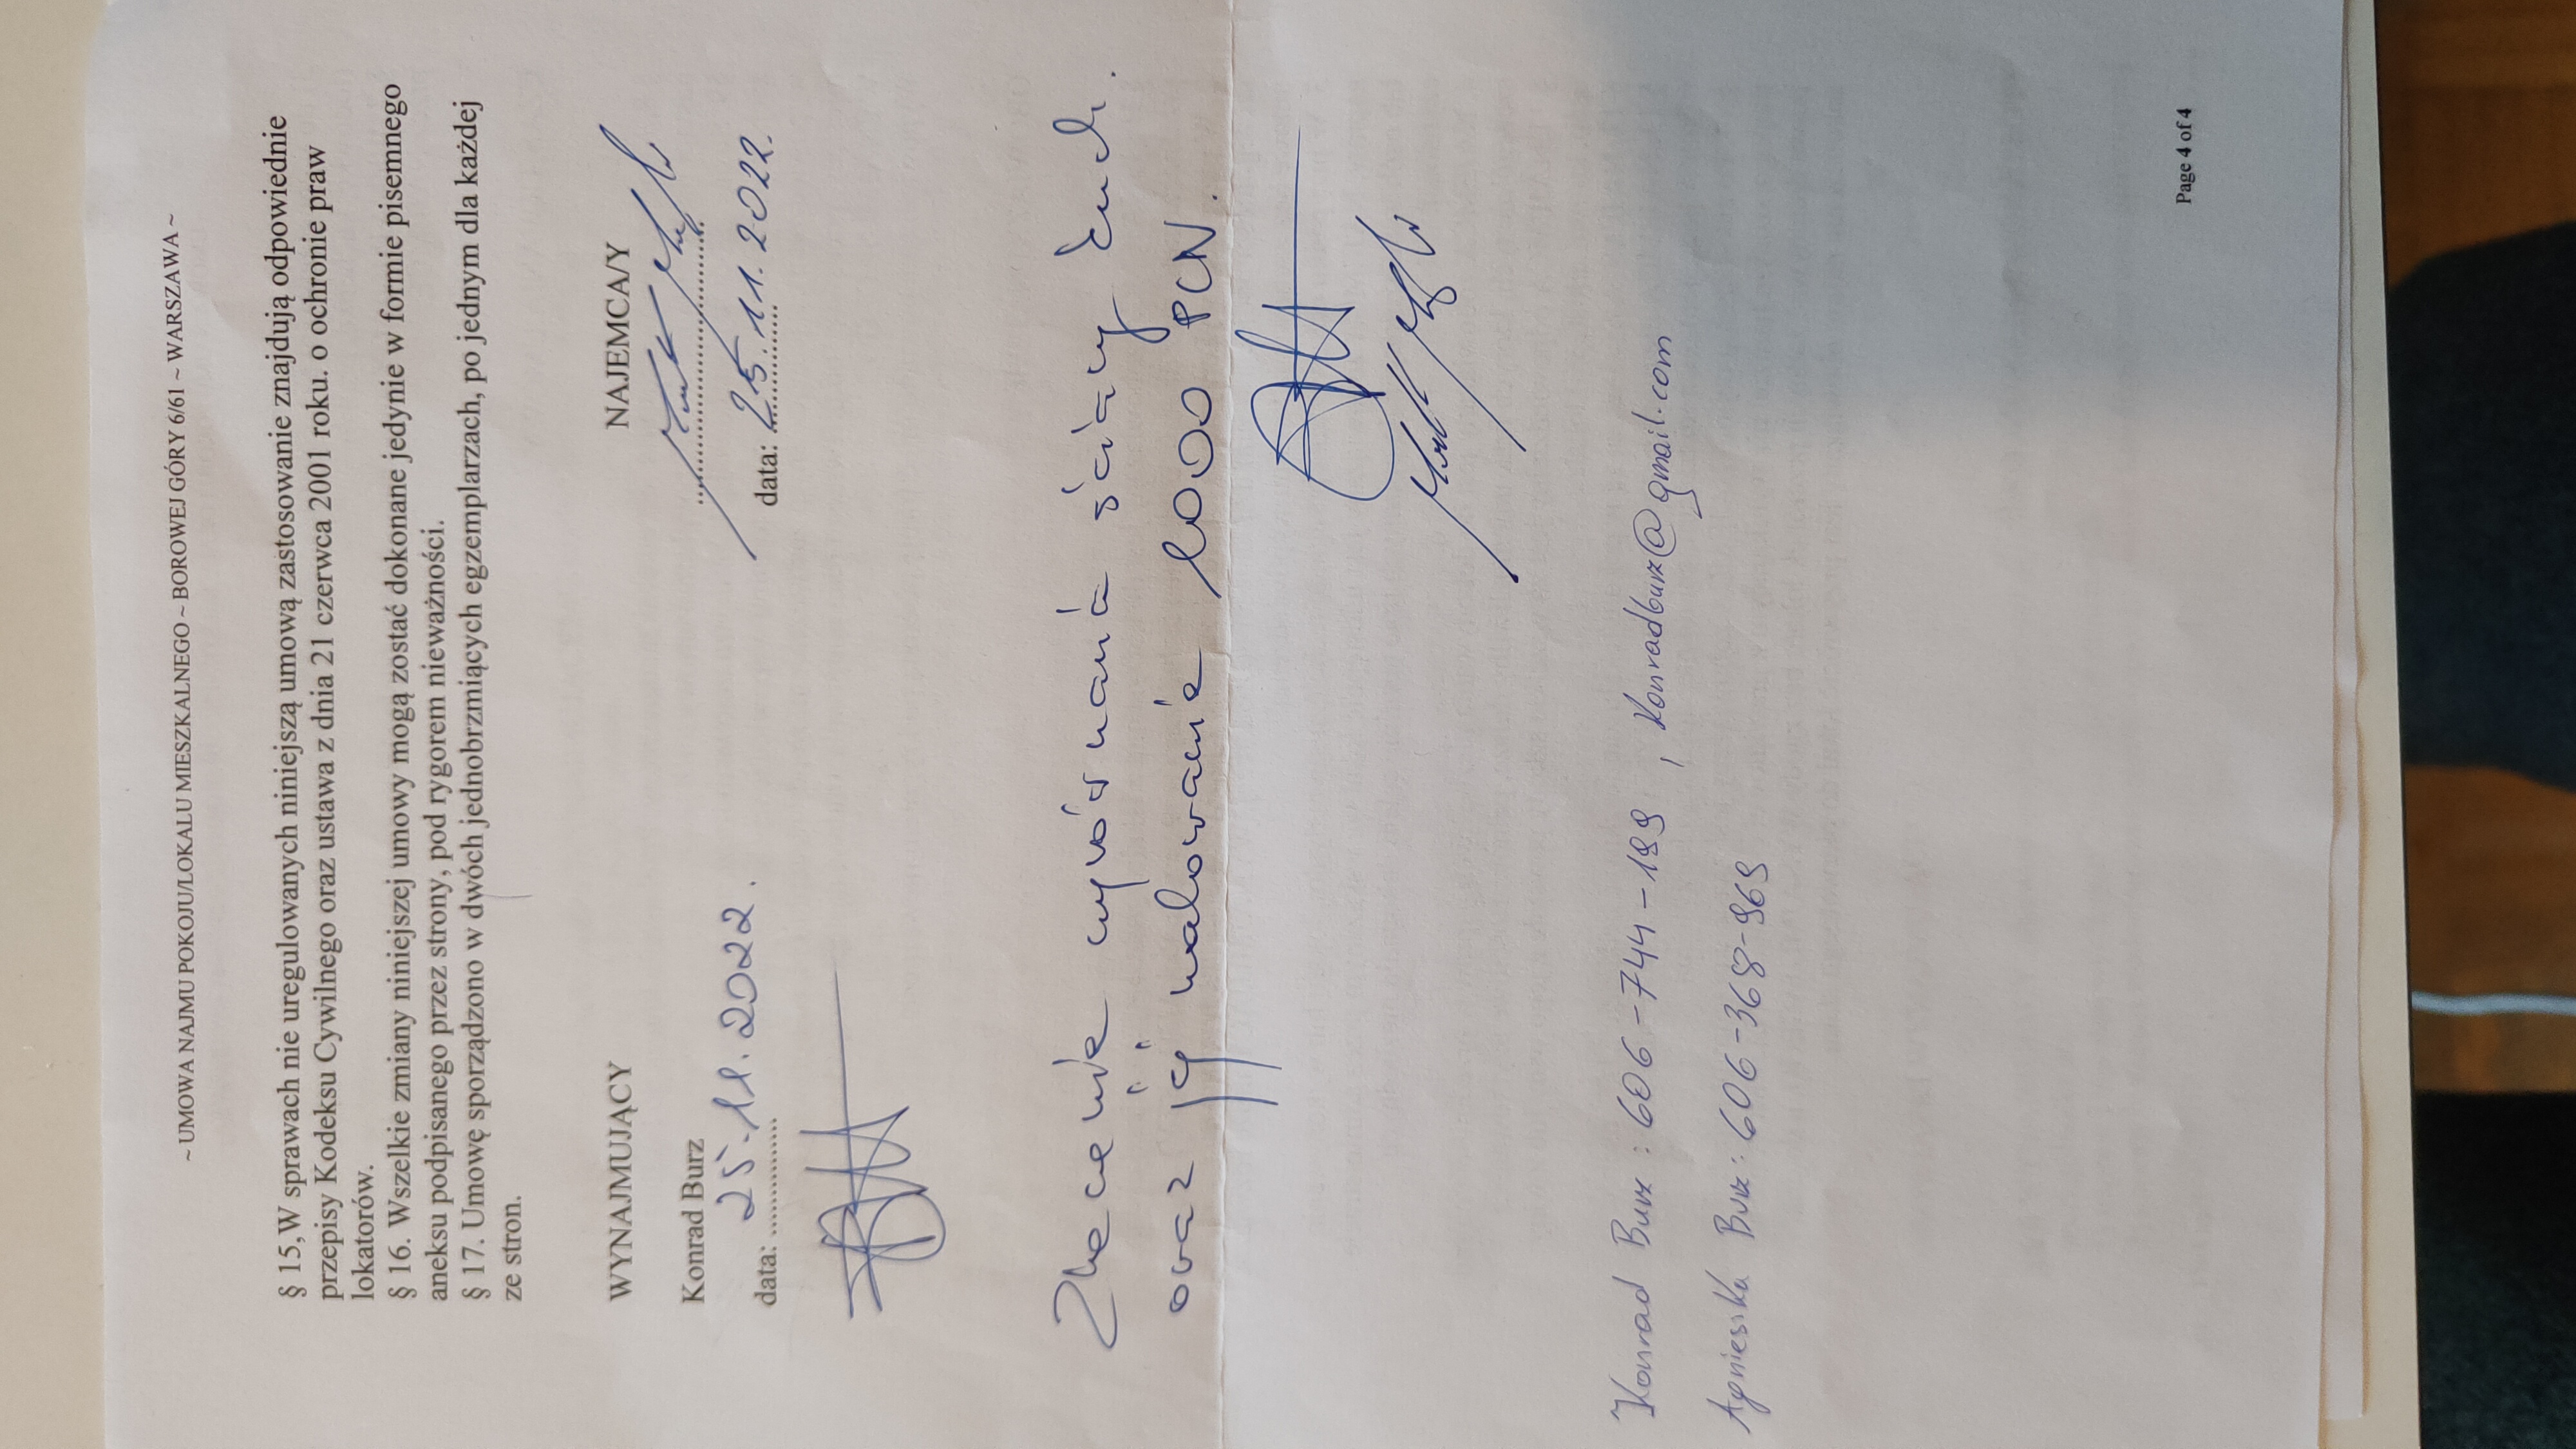 ~ UMOWA NAJMU POKOJU/LOKALU MIESZKALNEGO ~ BOROWEJ GÓRY 6/61 ~ WARSZAWA ~
§ 15,W sprawach nie uregulowanych niniejszą umową zastosowanie znajdują odpowiednie
przepisy Kodeksu Cywilnego oraz ustawa z dnia 21 czerwca 2001 roku. o ochronie praw
lokatorów.
§ 16. Wszelkie zmiany niniejszej umowy mogą zostać dokonane jedynie w formie pisemnego
aneksu podpisanego przez strony, pod rygorem nieważności.
§ 17. Umowę sporządzono w dwóch jednobrzmiących egzemplarzach, po jednym dla każdej
ze stron.
WYNAJMUJĄCY
NAJEMCA/Y
Konrad Burz
data: 25.11.2022.
data: 25.11.2022.
Zlecenie wyrównania ściany kuch.
oraz jej malowanie 1000 PLN.
Konrad Burz : 606-744-199 , Konradburz@gmail.com
Agnieszka Burz: 606-368-969
Page 4 of 4